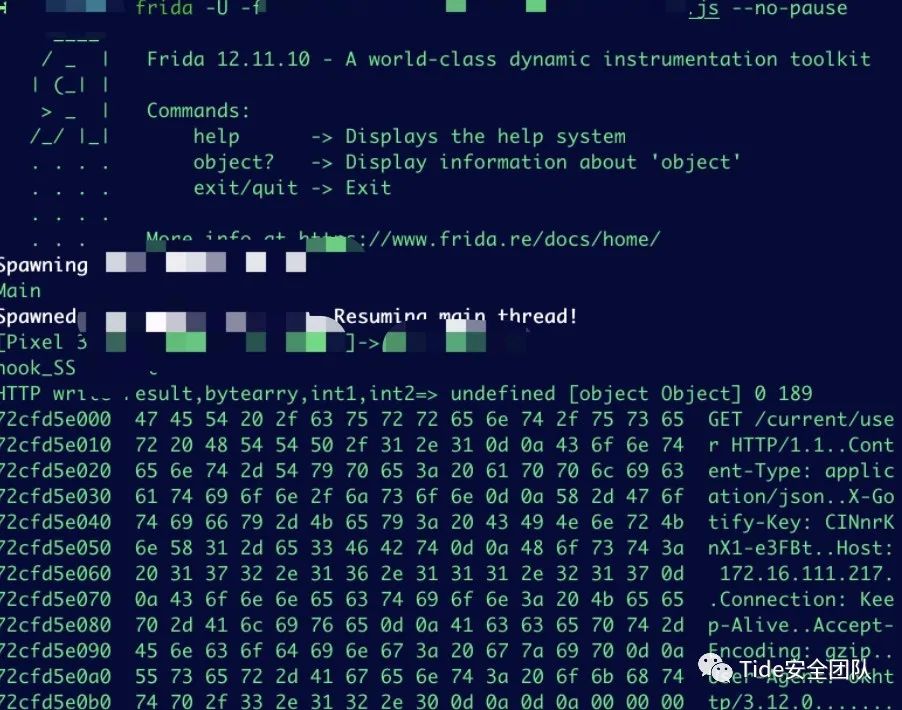 frida -U -f .js --no-pause
____
/ _  |   Frida 12.11.10 - A world-class dynamic instrumentation toolkit
| (_| |
> _  |   Commands:
/_/ |_|       help      -> Displays the help system
. . . .       object?   -> Display information about 'object'
. . . .       exit/quit -> Exit
. . . .
. . .    More info at https://www.frida.re/docs/home/
Spawning
Main
Spawned Resuming main thread!
[Pixel 3 ]->
hook_SS
HTTP write result,bytearry,int1,int2=> undefined [object Object] 0 189
72cfd5e000  47 45 54 20 2f 63 75 72 72 65 6e 74 2f 75 73 65  GET /current/use
72cfd5e010  72 20 48 54 54 50 2f 31 2e 31 0d 0a 43 6f 6e 74  r HTTP/1.1..Cont
72cfd5e020  65 6e 74 2d 54 79 70 65 3a 20 61 70 70 6c 69 63  ent-Type: applic
72cfd5e030  61 74 69 6f 6e 2f 6a 73 6f 6e 0d 0a 58 2d 47 6f  ation/json..X-Go
72cfd5e040  74 69 66 79 2d 4b 65 79 3a 20 43 49 4e 6e 72 4b  tify-Key: CINnrK
72cfd5e050  6e 58 31 2d 65 33 46 42 74 0d 0a 48 6f 73 74 3a  nX1-e3FBt..Host:
72cfd5e060  20 31 37 32 2e 31 36 2e 31 31 31 2e 32 31 37 0d   172.16.111.217.
72cfd5e070  0a 43 6f 6e 6e 65 63 74 69 6f 6e 3a 20 4b 65 65  .Connection: Kee
72cfd5e080  70 2d 41 6c 69 76 65 0d 0a 41 63 63 65 70 74 2d  p-Alive..Accept-
72cfd5e090  45 6e 63 6f 64 69 6e 67 3a 20 67 7a 69 70 0d 0a  Encoding: gzip..
72cfd5e0a0  55 73 65 72 2d 41 67 65 6e 74 3a 20 6f 6b 68 74  User-Agent: okht
72cfd5e0b0  74 70 2f 33 2e 31 32 2e 30 0d 0a 0d 0a 00 00 00  tp/3.12.0.......
Tide安全团队